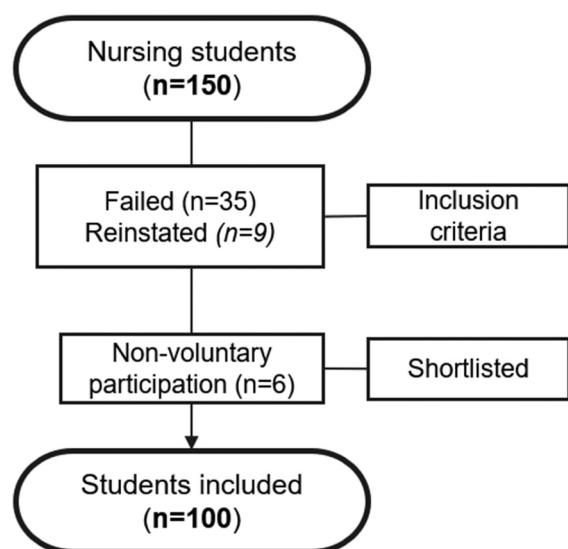 Nursing students
(n=150)
Failed (n=35)
Reinstated (n=9)
Inclusion
criteria
Non-voluntary
participation (n=6)
Shortlisted
Students included
(n=100)